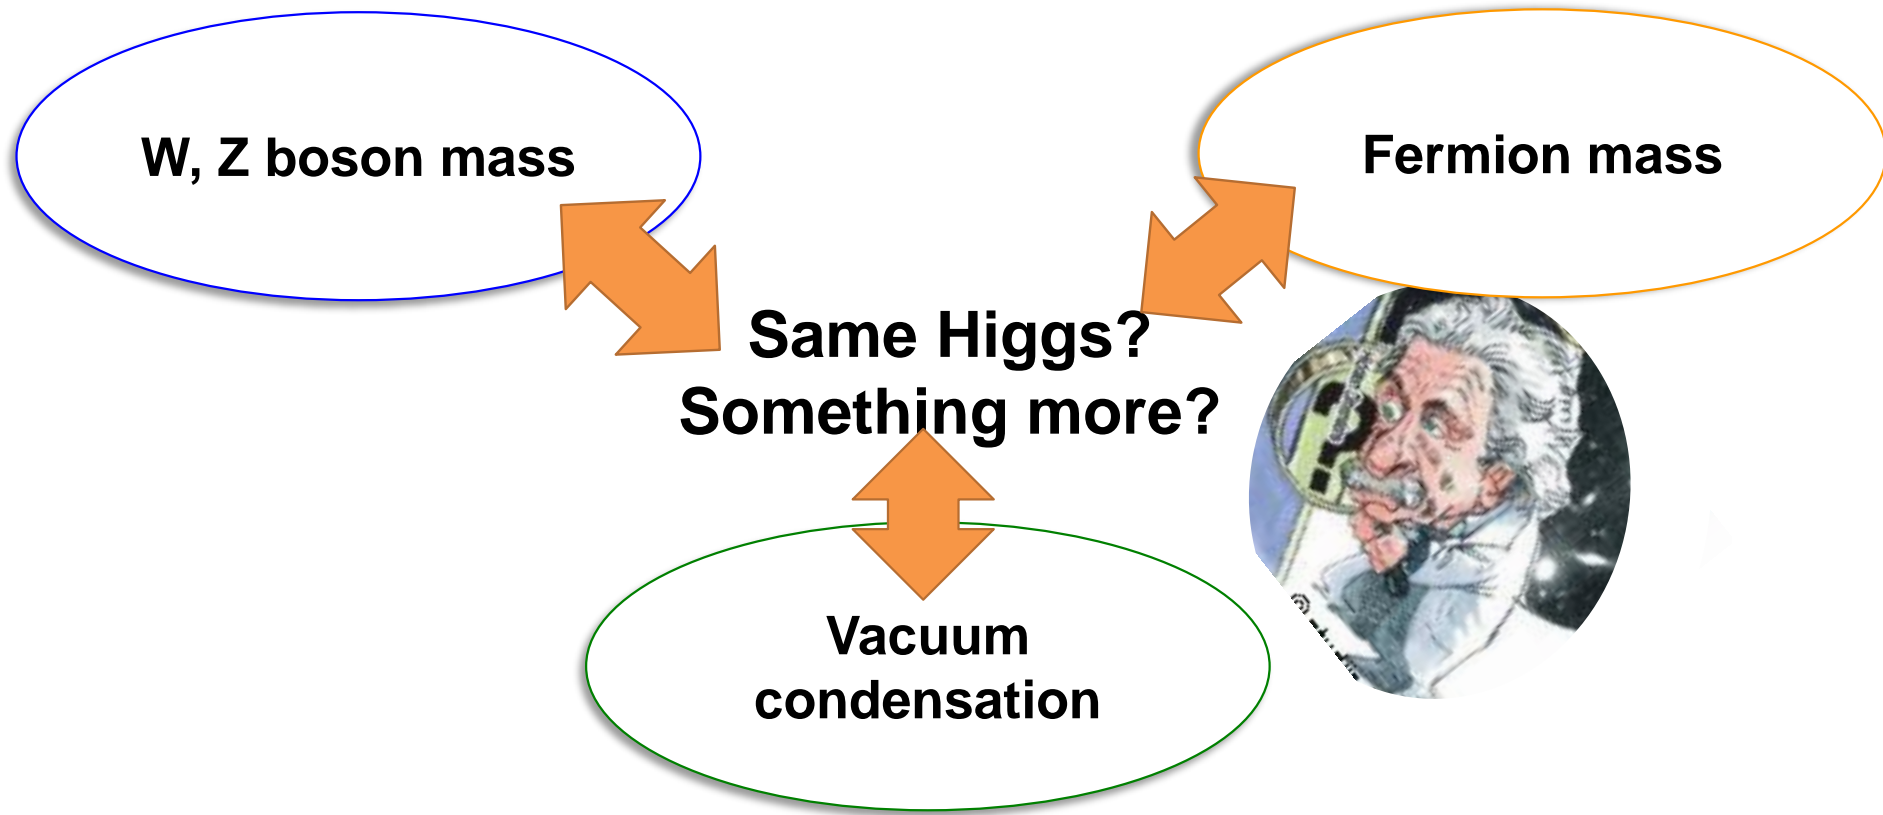 W, Z boson mass
Fermion mass
Same Higgs?
Something more?
Vacuum
condensation